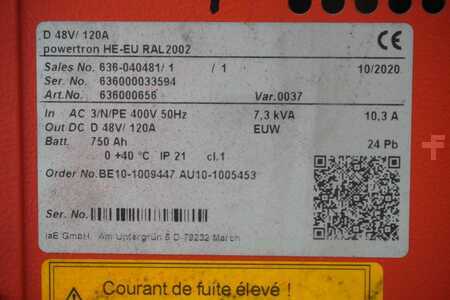 D 48V/ 120A
powertron HE-EU RAL2002
CE
Sales No. 636-040481/ 1 / 1 10/2020
Ser. No. 636000033594
Art.No. 636000656 Var.0037
In AC 3/N/PE 400V 50Hz 7,3 kVA 10,3 A
Out DC D 48V/ 120A EUW
Batt. 750 Ah 24 Pb
0 +40 °C IP 21 cl.1
Order No.BE10-1009447 AU10-1005453
Ser. No.
GmbH, Am Untergrün 5 D-79232 March
Courant de fuite élevé !